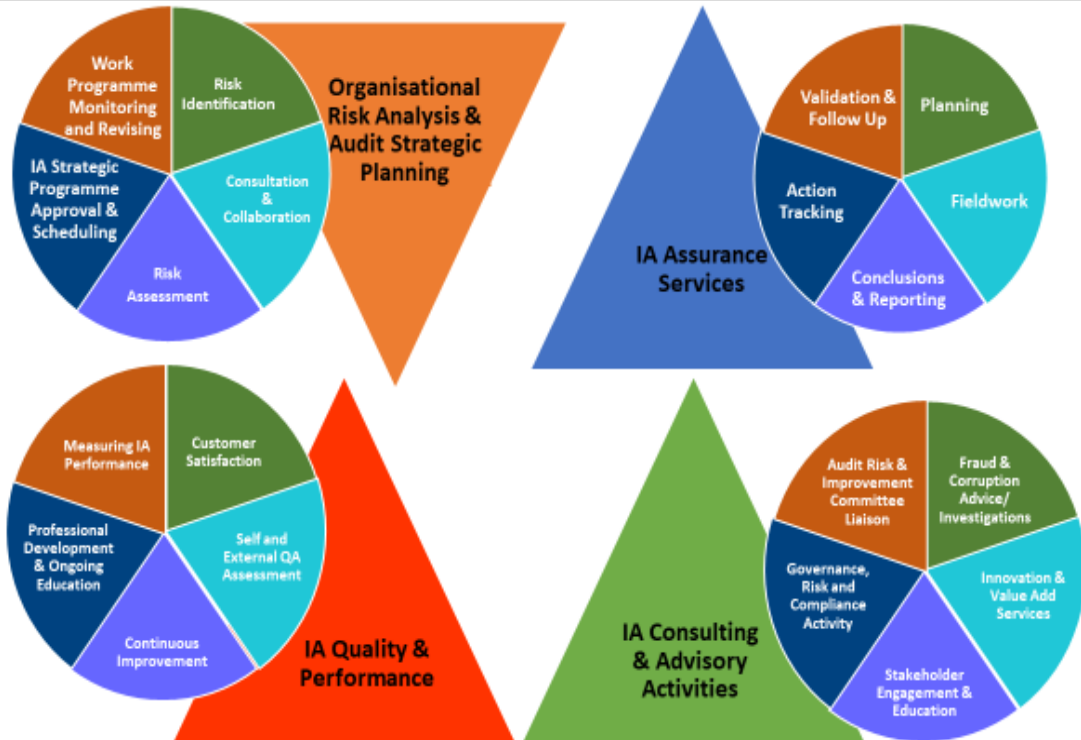 Work
Programme
Monitoring
and Revising
Risk
Identification
Consultation
&
Collaboration
Risk
Assessment
IA Strategic
Programme
Approval &
Scheduling
Organisational
Risk Analysis &
Audit Strategic
Planning
IA Assurance
Services
Validation &
Follow Up
Planning
Fieldwork
Conclusions
& Reporting
Action
Tracking
Measuring IA
Performance
Customer
Satisfaction
Self and
External QA
Assessment
Continuous
Improvement
Professional
Development
& Ongoing
Education
IA Quality &
Performance
IA Consulting
& Advisory
Activities
Audit Risk &
Improvement
Committee
Liaison
Fraud &
Corruption
Advice/
Investigations
Innovation &
Value Add
Services
Stakeholder
Engagement &
Education
Governance,
Risk and
Compliance
Activity